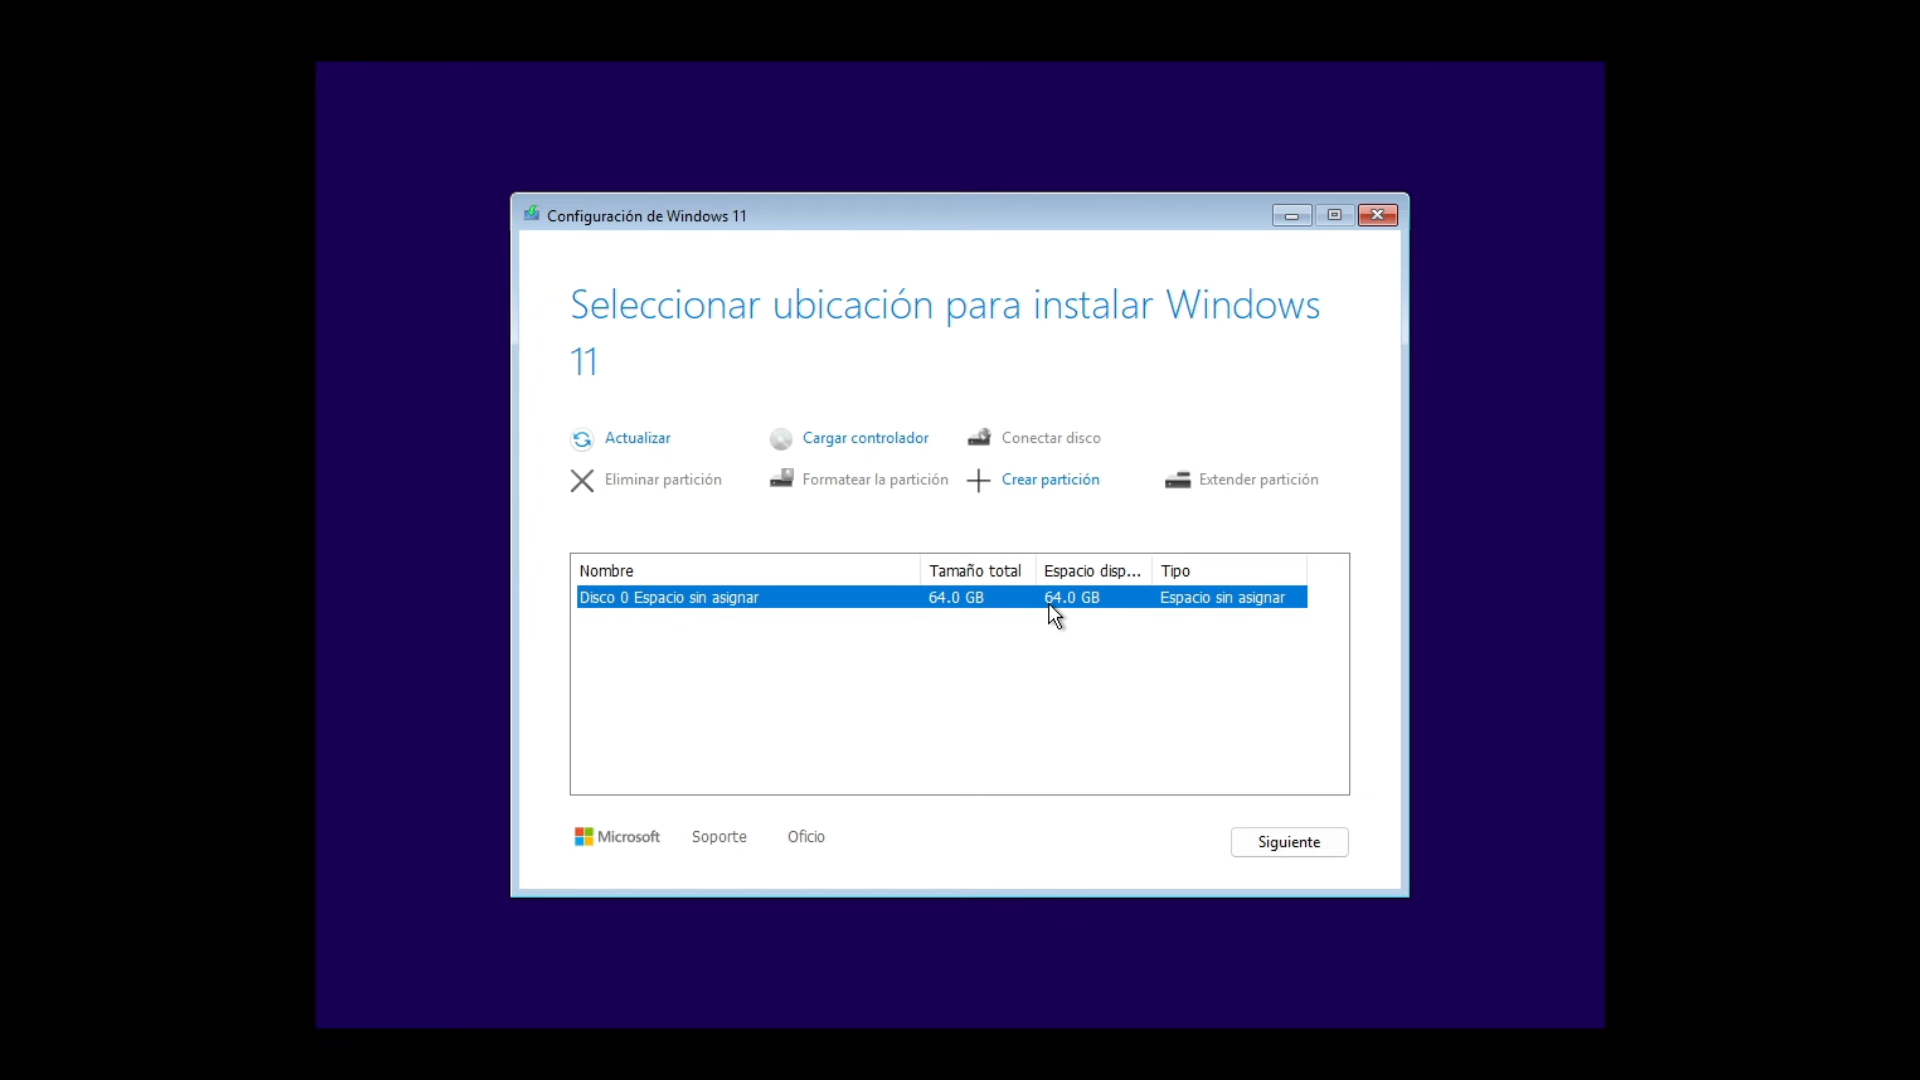 Configuración de Windows 11
Seleccionar ubicación para instalar Windows
11
Actualizar
Cargar controlador
Conectar disco
Eliminar partición
Formatear la partición
Crear partición
Extender partición
Nombre Tamaño total Espacio disp... Tipo
Disco 0 Espacio sin asignar 64.0 GB 64.0 GB Espacio sin asignar
Microsoft Soporte Oficio
Siguiente